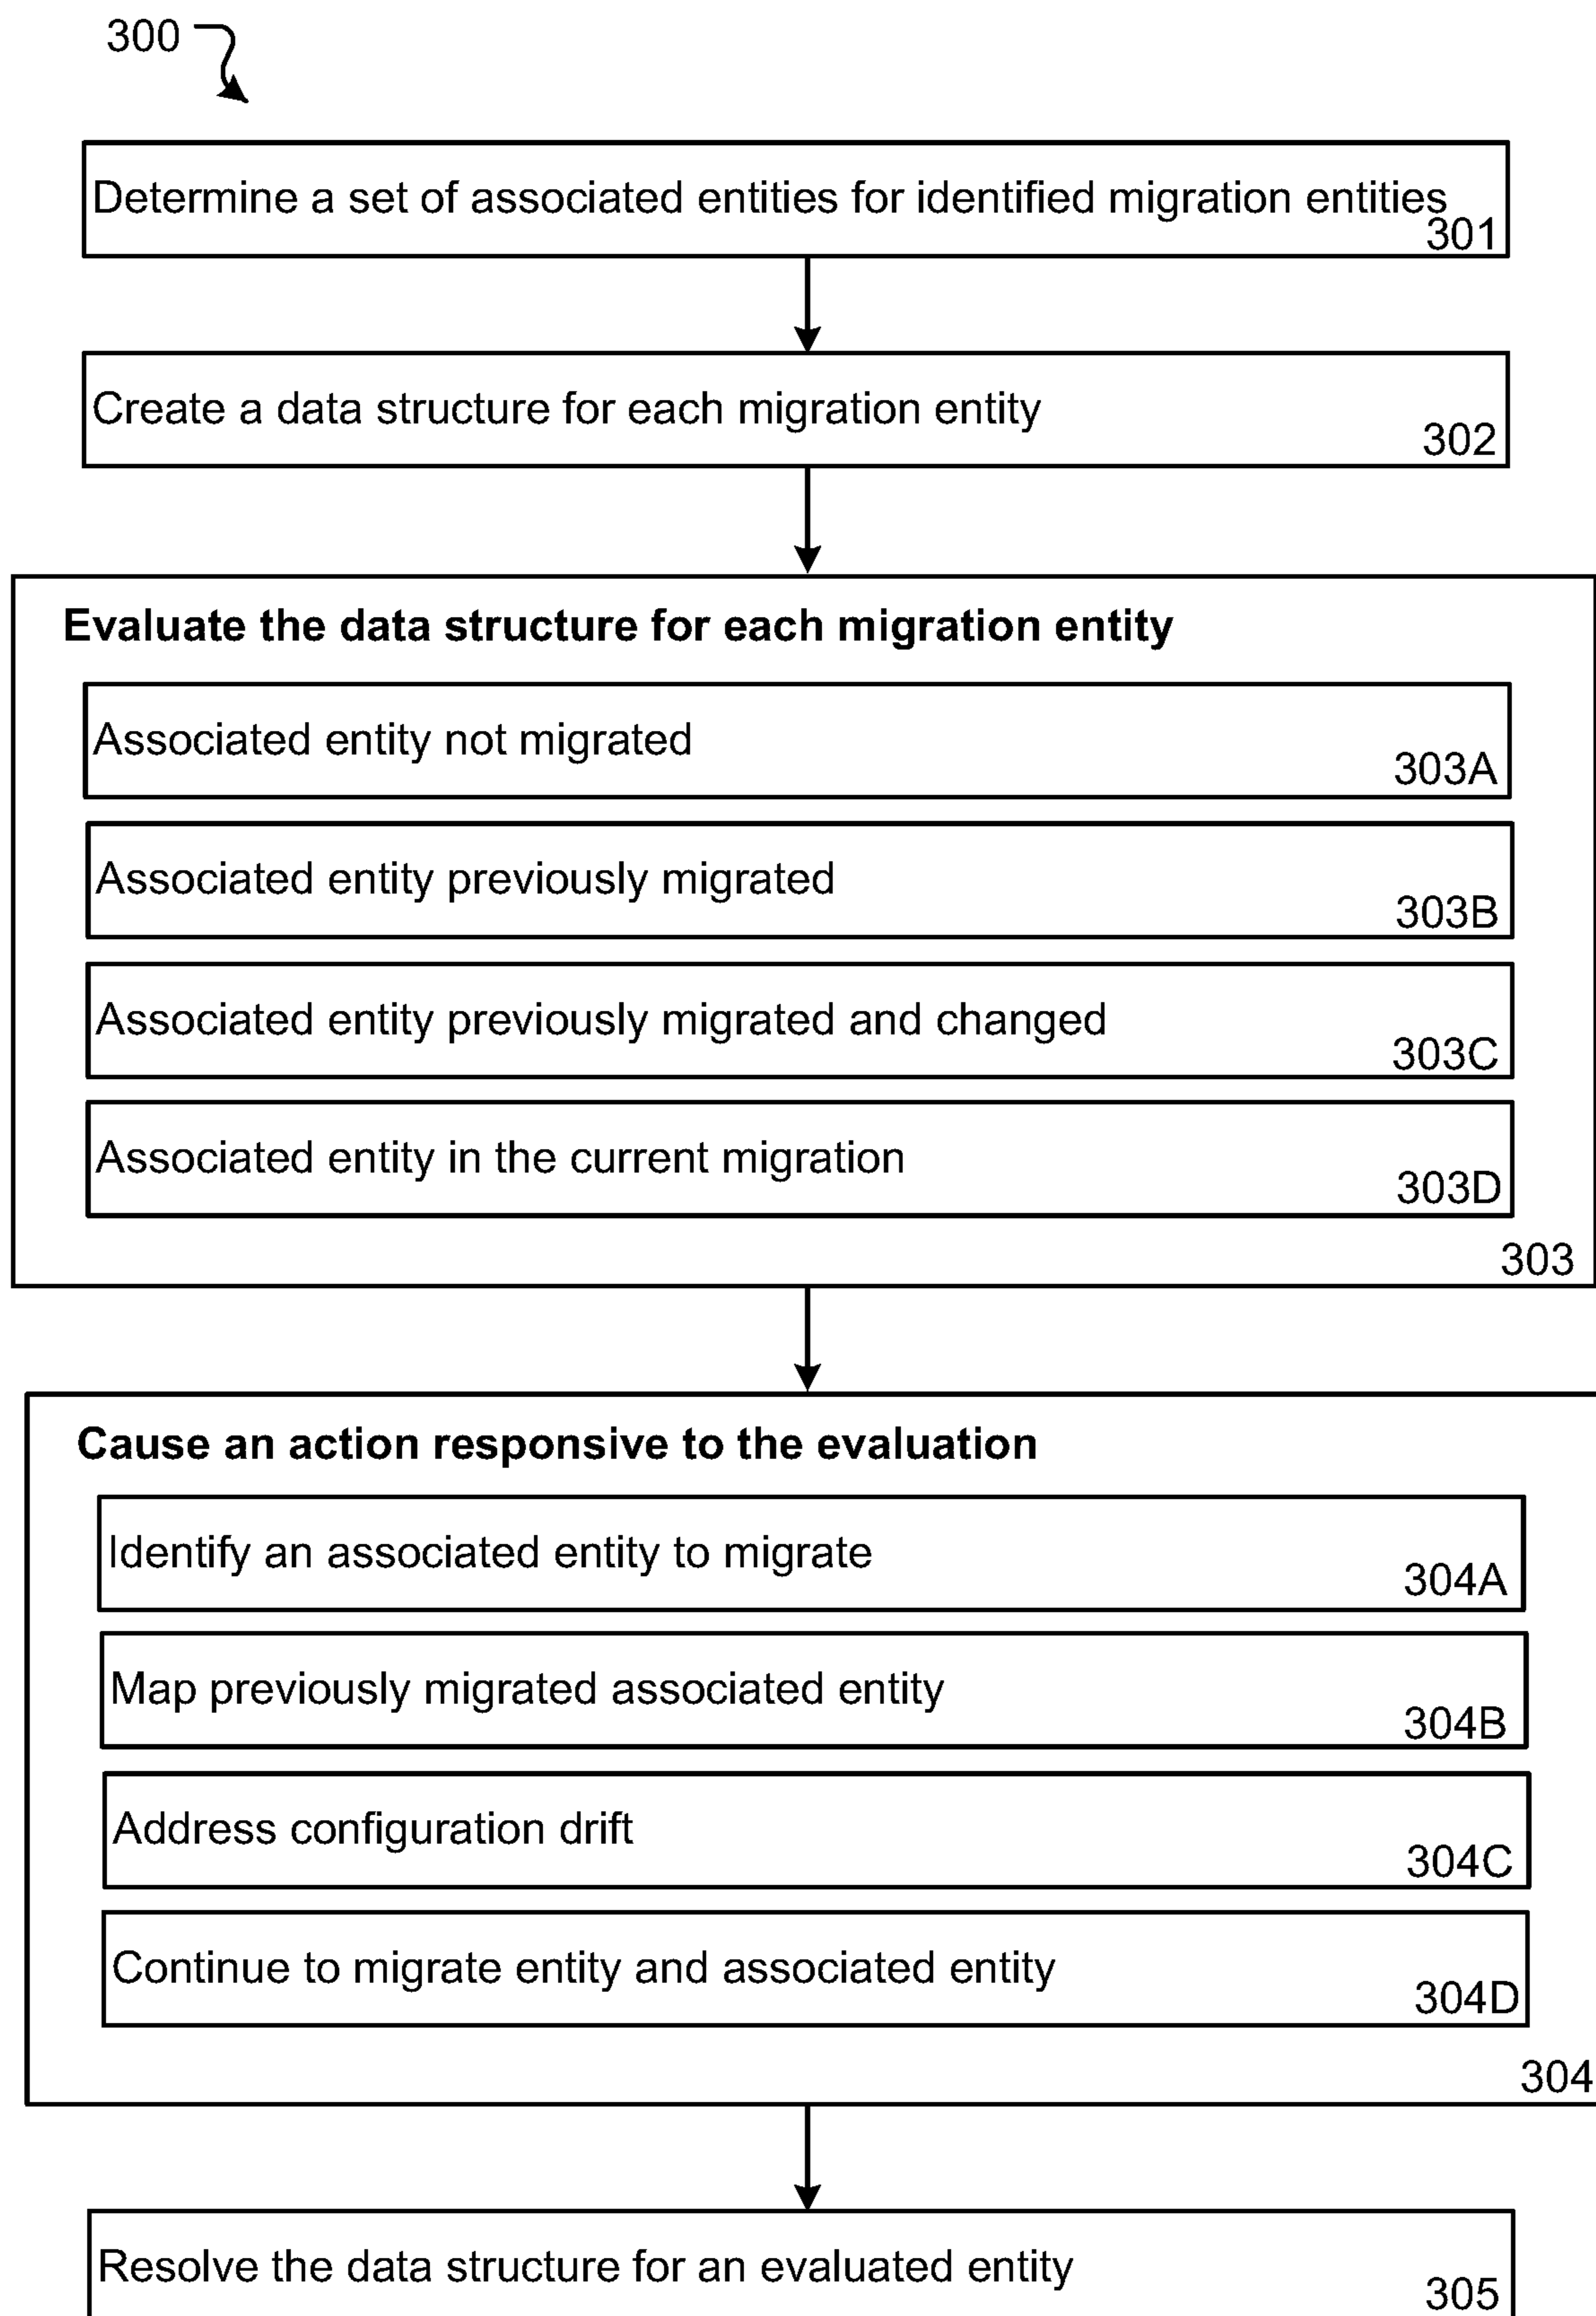 300
Determine a set of associated entities for identified migration entities
301
Create a data structure for each migration entity
302
Evaluate the data structure for each migration entity
Associated entity not migrated
303A
Associated entity previously migrated
303B
Associated entity previously migrated and changed
303C
Associated entity in the current migration
303D
303
Cause an action responsive to the evaluation
Identify an associated entity to migrate
304A
Map previously migrated associated entity
304B
Address configuration drift
304C
Continue to migrate entity and associated entity
304D
304
Resolve the data structure for an evaluated entity
305